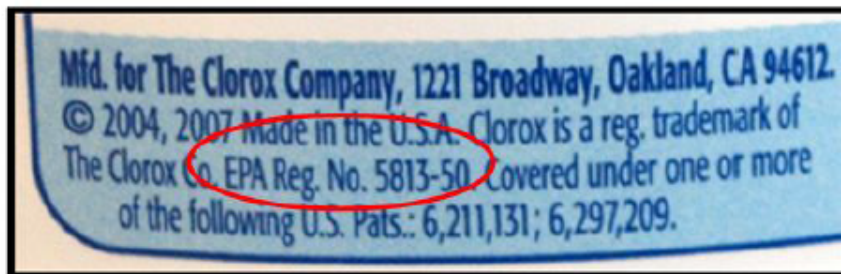 Mfd. for The Clorox Company, 1221 Broadway, Oakland, CA 94612.
© 2004, 2007 Made in the U.S.A. Clorox is a reg. trademark of
The Clorox Co. EPA Reg. No. 5813-50. Covered under one or more
of the following U.S. Pats.: 6,211,131; 6,297,209.